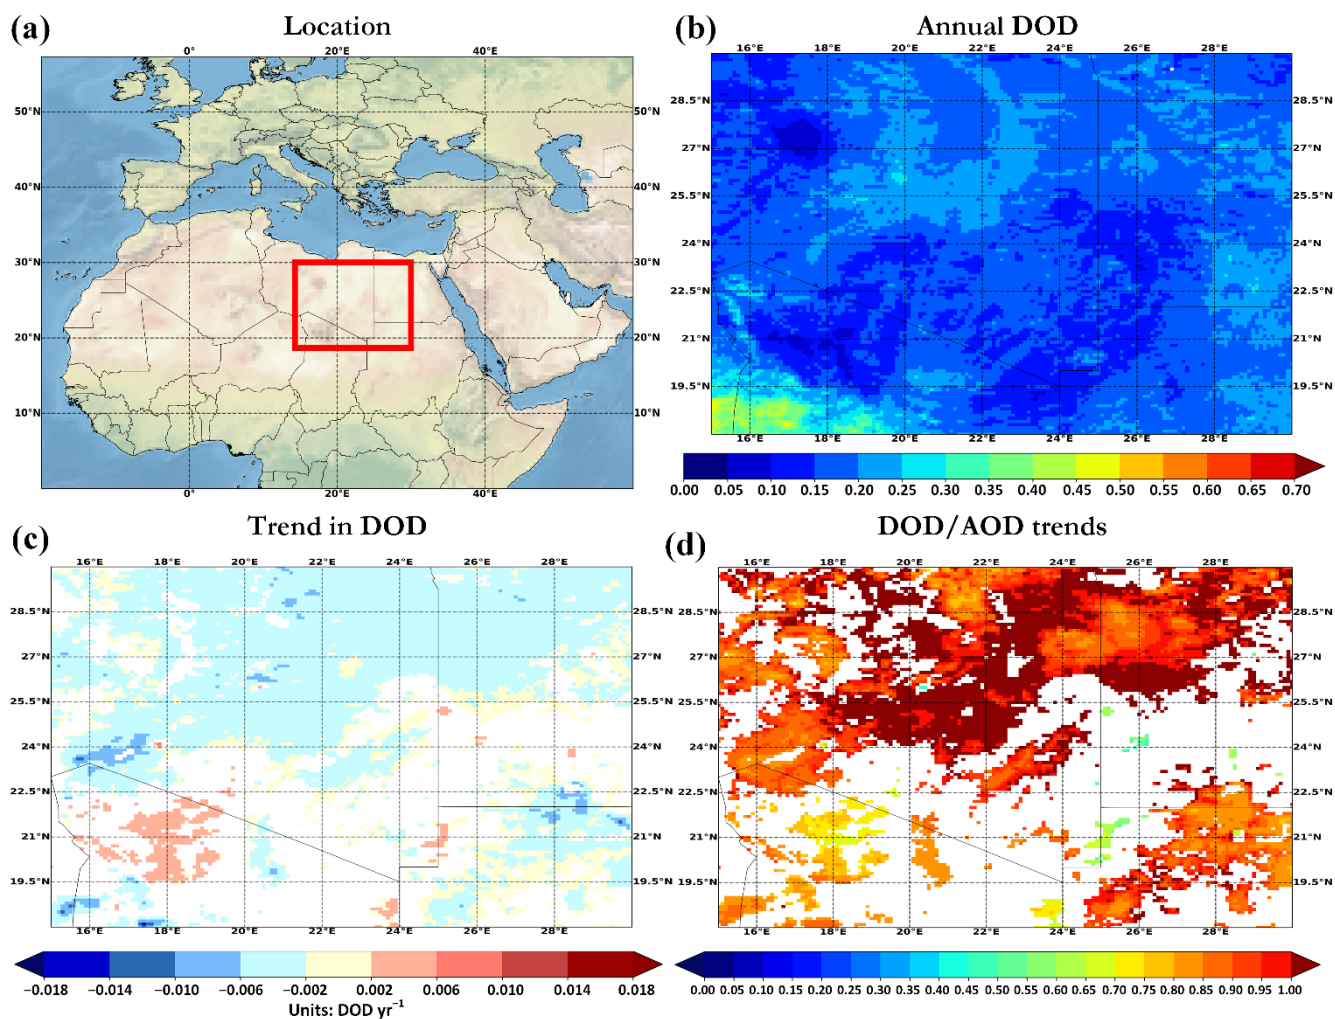 (a) Location
0° 20°E 40°E
50°N
40°N
30°N
20°N
10°N
0° 20°E 40°E
(b) Annual DOD
16°E 18°E 20°E 22°E 24°E 26°E 28°E
28.5°N 28.5°N
27°N 27°N
25.5°N 25.5°N
24°N 24°N
22.5°N 22.5°N
21°N 21°N
19.5°N 19.5°N
16°E 18°E 20°E 22°E 24°E 26°E 28°E
0.00 0.05 0.10 0.15 0.20 0.25 0.30 0.35 0.40 0.45 0.50 0.55 0.60 0.65 0.70
(c) Trend in DOD
16°E 18°E 20°E 22°E 24°E 26°E 28°E
28.5°N 28.5°N
27°N 27°N
25.5°N 25.5°N
24°N 24°N
22.5°N 22.5°N
21°N 21°N
19.5°N 19.5°N
16°E 18°E 20°E 22°E 24°E 26°E 28°E
−0.018 −0.014 −0.010 −0.006 −0.002 0.002 0.006 0.010 0.014 0.018
Units: DOD yr⁻¹
(d) DOD/AOD trends
16°E 18°E 20°E 22°E 24°E 26°E 28°E
28.5°N 28.5°N
27°N 27°N
25.5°N 25.5°N
24°N 24°N
22.5°N 22.5°N
21°N 21°N
19.5°N 19.5°N
16°E 18°E 20°E 22°E 24°E 26°E 28°E
0.00 0.05 0.10 0.15 0.20 0.25 0.30 0.35 0.40 0.45 0.50 0.55 0.60 0.65 0.70 0.75 0.80 0.85 0.90 0.95 1.00